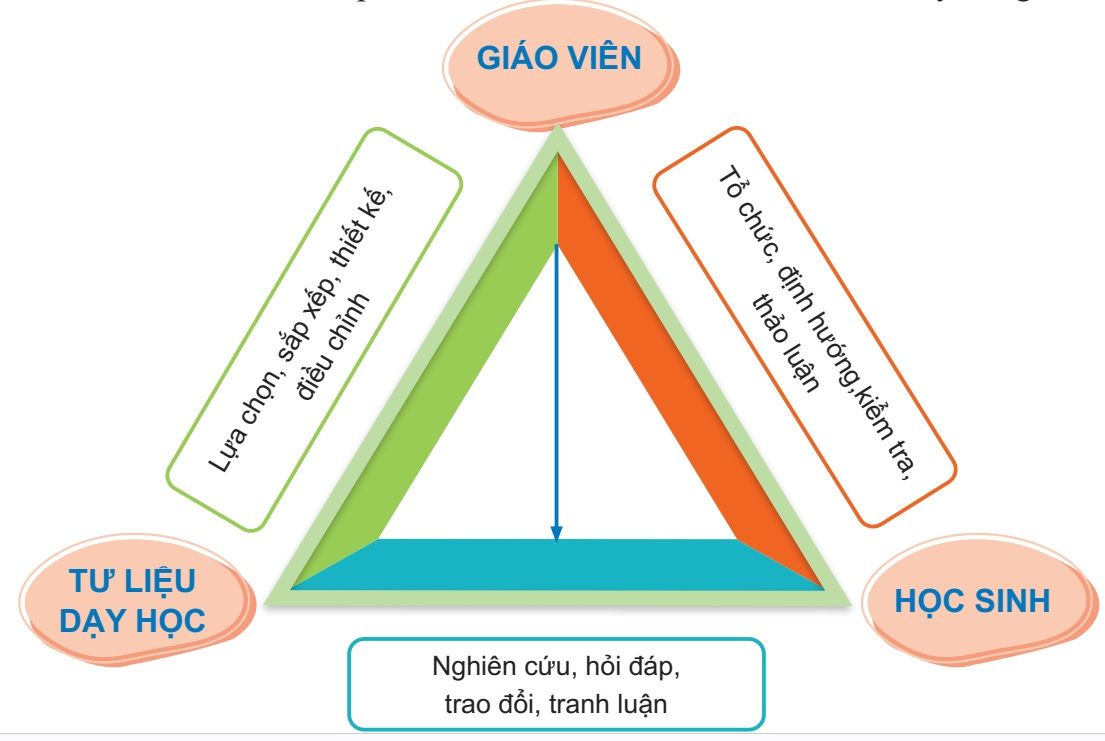 GIÁO VIÊN
Lựa chọn, sắp xếp, thiết kế,
điều chỉnh
Tổ chức, định hướng,kiểm tra,
thảo luận
TƯ LIỆU
DẠY HỌC
HỌC SINH
Nghiên cứu, hỏi đáp,
trao đổi, tranh luận